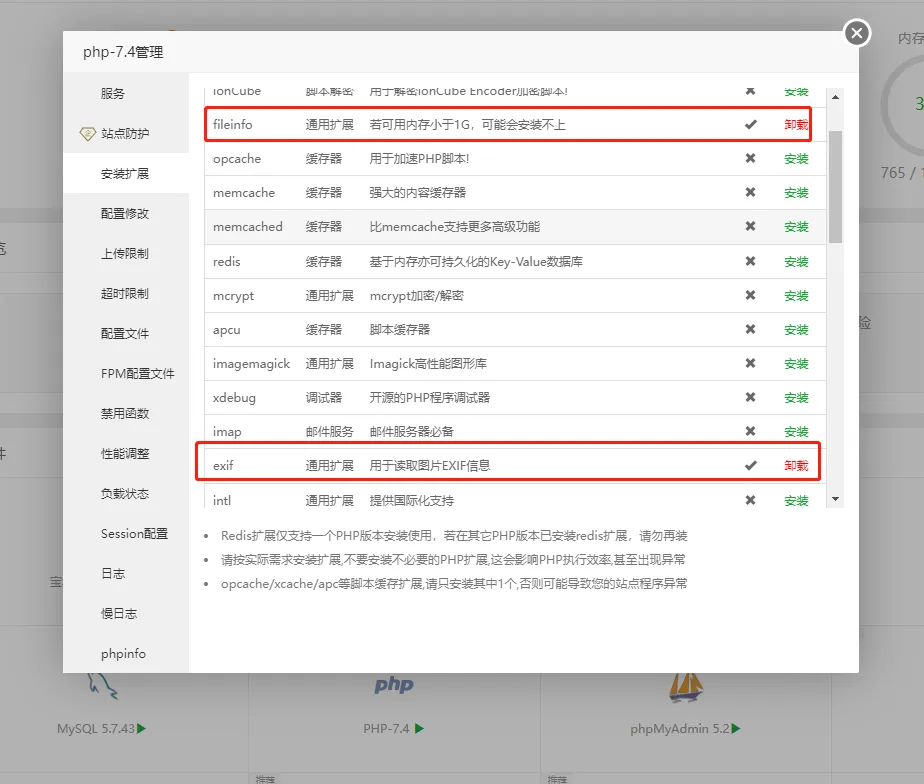 php-7.4管理
内存
服务
站点防护
安装扩展
配置修改
上传限制
超时限制
配置文件
FPM配置文件
禁用函数
性能调整
负载状态
Session配置
日志
慢日志
phpinfo
ionCube 脚本解密 用于解密ionCube Encoder加密脚本! 安装
fileinfo 通用扩展 若可用内存小于1G，可能会安装不上 卸载
opcache 缓存器 用于加速PHP脚本! 安装
memcache 缓存器 强大的内容缓存器 安装
memcached 缓存器 比memcache支持更多高级功能 安装
redis 缓存器 基于内存亦可持久化的Key-Value数据库 安装
mcrypt 通用扩展 mcrypt加密/解密 安装
apcu 缓存器 脚本缓存器 安装
imagemagick 通用扩展 Imagick高性能图形库 安装
xdebug 调试器 开源的PHP程序调试器 安装
imap 邮件服务 邮件服务器必备 安装
exif 通用扩展 用于读取图片EXIF信息 卸载
intl 通用扩展 提供国际化支持 安装
Redis扩展仅支持一个PHP版本安装使用，若在其它PHP版本已安装redis扩展，请勿再装
请按实际需求安装扩展,不要安装不必要的PHP扩展,这会影响PHP执行效率,甚至出现异常
opcache/xcache/apc等脚本缓存扩展,请只安装其中1个,否则可能导致您的站点程序异常
3
765 / 1
险
件
宝
php
MySQL 5.7.43
PHP-7.4
phpMyAdmin 5.2
推荐
推荐